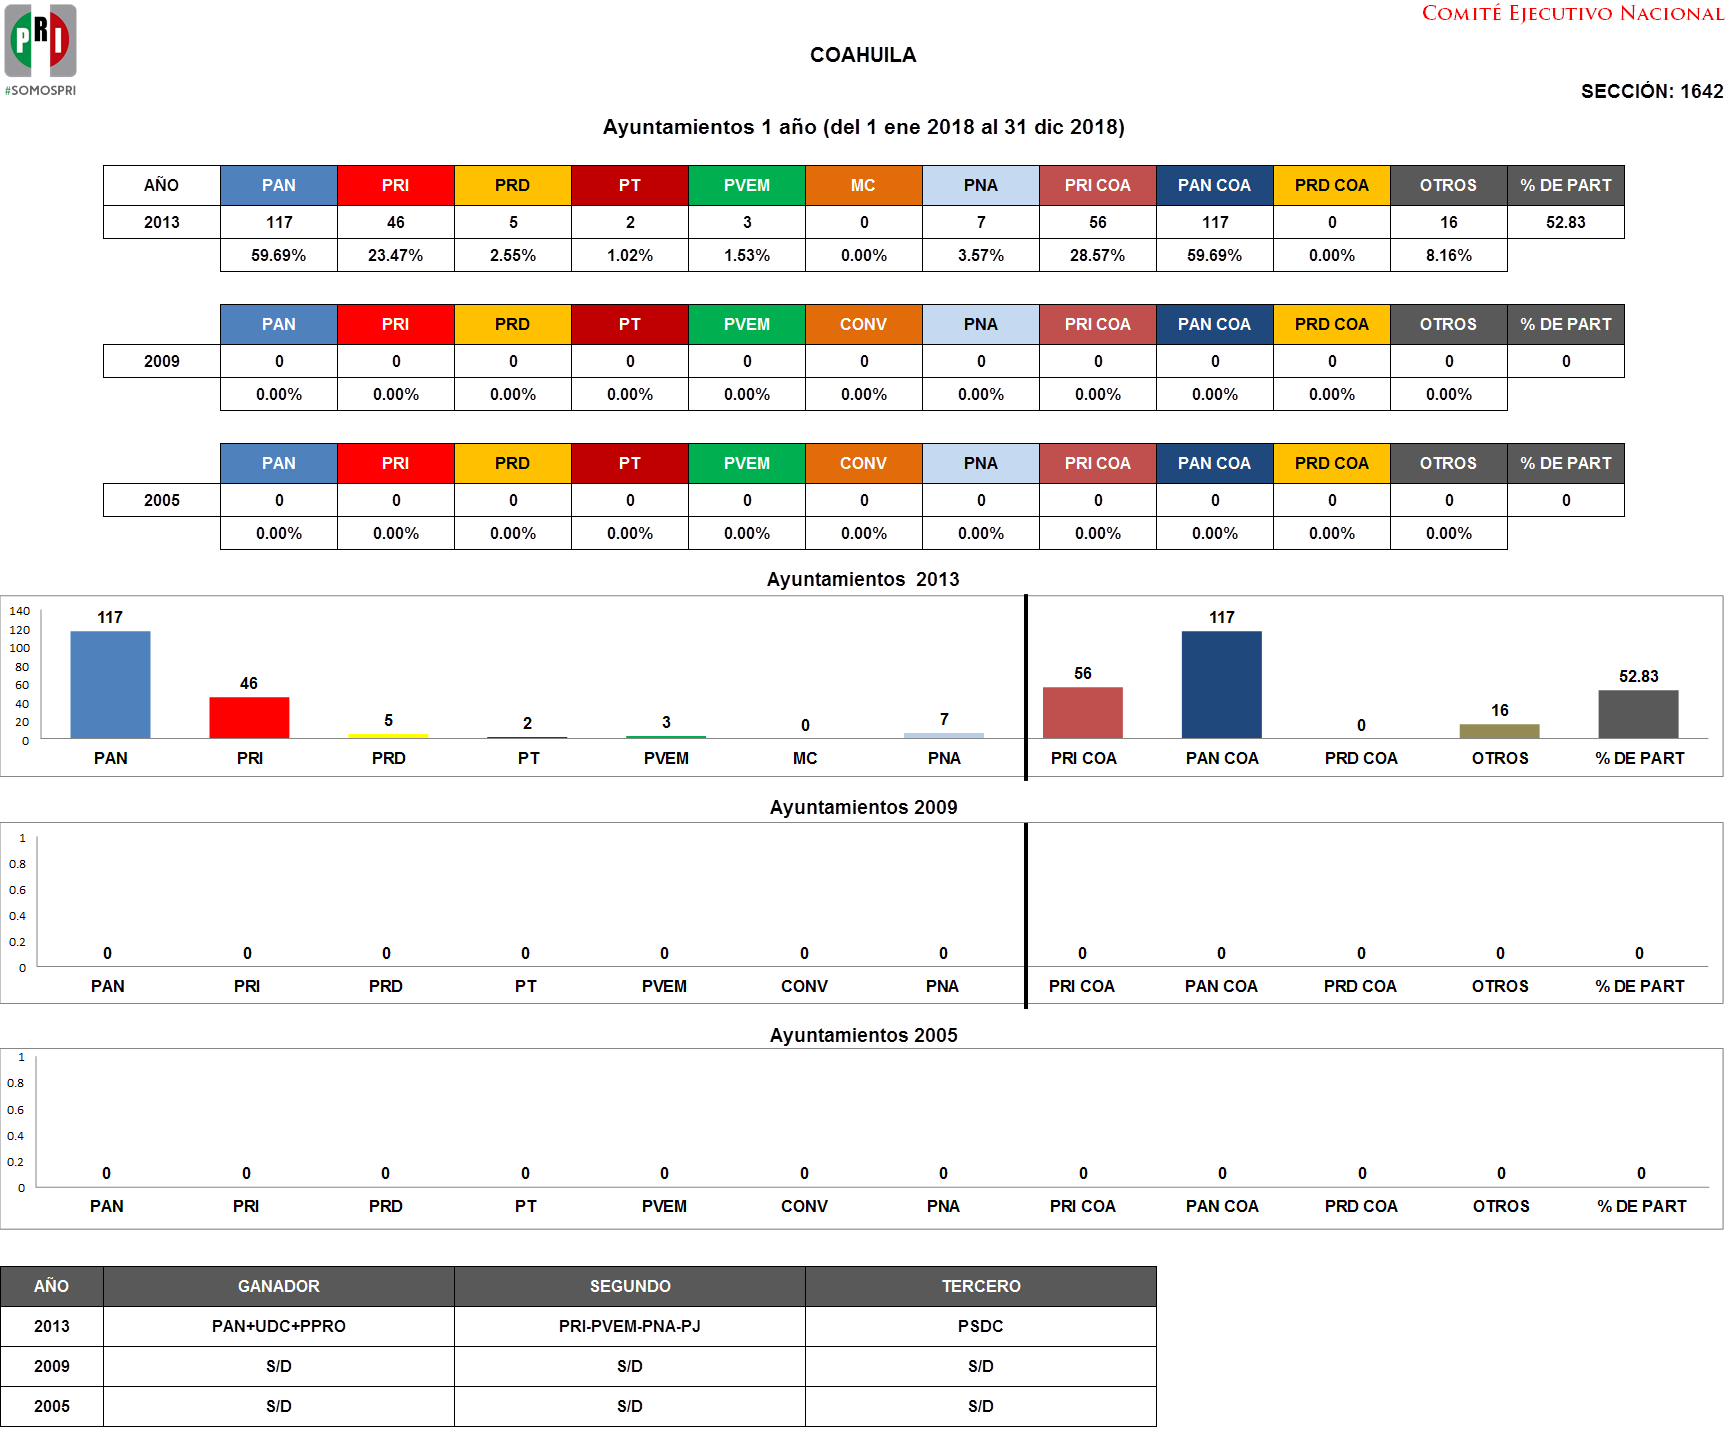 COMITÉ EJECUTIVO NACIONAL
PRI
#SOMOSPRI
COAHUILA
SECCIÓN: 1642
Ayuntamientos 1 año (del 1 ene 2018 al 31 dic 2018)
AÑO PAN PRI PRD PT PVEM MC PNA PRI COA PAN COA PRD COA OTROS % DE PART
2013 117 46 5 2 3 0 7 56 117 0 16 52.83
59.69% 23.47% 2.55% 1.02% 1.53% 0.00% 3.57% 28.57% 59.69% 0.00% 8.16%
PAN PRI PRD PT PVEM CONV PNA PRI COA PAN COA PRD COA OTROS % DE PART
2009 0 0 0 0 0 0 0 0 0 0 0 0
0.00% 0.00% 0.00% 0.00% 0.00% 0.00% 0.00% 0.00% 0.00% 0.00% 0.00%
PAN PRI PRD PT PVEM CONV PNA PRI COA PAN COA PRD COA OTROS % DE PART
2005 0 0 0 0 0 0 0 0 0 0 0 0
0.00% 0.00% 0.00% 0.00% 0.00% 0.00% 0.00% 0.00% 0.00% 0.00% 0.00%
Ayuntamientos 2013
140
120
100
80
60
40
20
0
117 46 5 2 3 0 7 56 117 0 16 52.83
PAN PRI PRD PT PVEM MC PNA PRI COA PAN COA PRD COA OTROS % DE PART
Ayuntamientos 2009
1
0.8
0.6
0.4
0.2
0
0 0 0 0 0 0 0 0 0 0 0 0
PAN PRI PRD PT PVEM CONV PNA PRI COA PAN COA PRD COA OTROS % DE PART
Ayuntamientos 2005
1
0.8
0.6
0.4
0.2
0
0 0 0 0 0 0 0 0 0 0 0 0
PAN PRI PRD PT PVEM CONV PNA PRI COA PAN COA PRD COA OTROS % DE PART
AÑO GANADOR SEGUNDO TERCERO
2013 PAN+UDC+PPRO PRI-PVEM-PNA-PJ PSDC
2009 S/D S/D S/D
2005 S/D S/D S/D